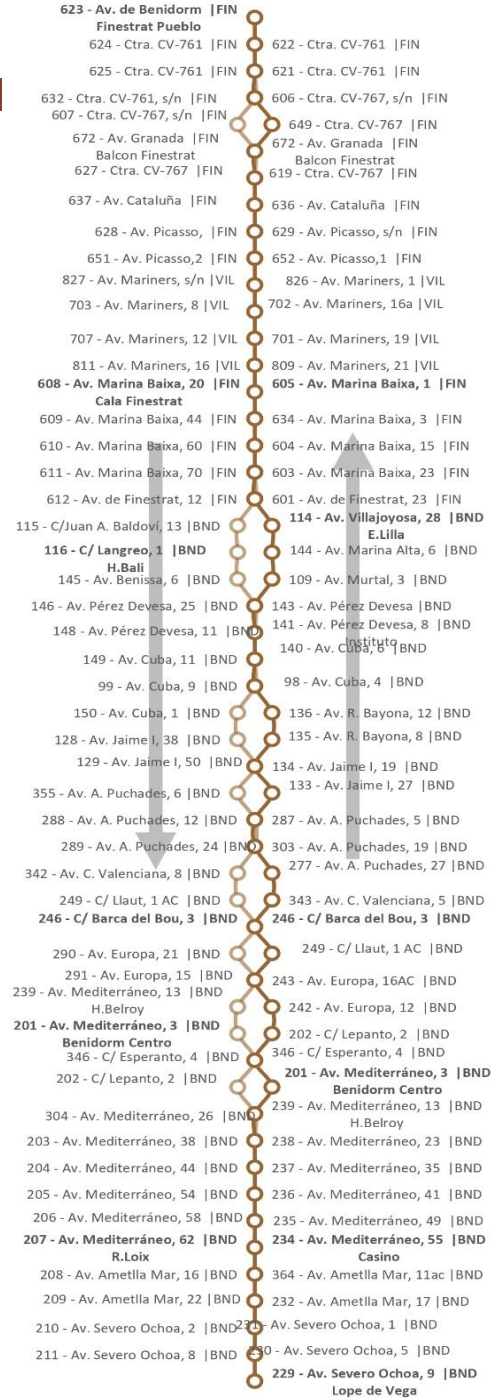 623 - Av. de Benidorm |FIN
Finestrat Pueblo
624 - Ctra. CV-761 |FIN
622 - Ctra. CV-761 |FIN
625 - Ctra. CV-761 |FIN
621 - Ctra. CV-761 |FIN
632 - Ctra. CV-761, s/n |FIN
606 - Ctra. CV-767, s/n |FIN
607 - Ctra. CV-767, s/n |FIN
649 - Ctra. CV-767 |FIN
672 - Av. Granada |FIN
Balcon Finestrat
672 - Av. Granada |FIN
Balcon Finestrat
627 - Ctra. CV-767 |FIN
619 - Ctra. CV-767 |FIN
637 - Av. Cataluña |FIN
636 - Av. Cataluña |FIN
628 - Av. Picasso, |FIN
629 - Av. Picasso, s/n |FIN
651 - Av. Picasso,2 |FIN
652 - Av. Picasso,1 |FIN
827 - Av. Mariners, s/n |VIL
826 - Av. Mariners, 1 |VIL
703 - Av. Mariners, 8 |VIL
702 - Av. Mariners, 16a |VIL
707 - Av. Mariners, 12 |VIL
701 - Av. Mariners, 19 |VIL
811 - Av. Mariners, 16 |VIL
809 - Av. Mariners, 21 |VIL
608 - Av. Marina Baixa, 20 |FIN
Cala Finestrat
605 - Av. Marina Baixa, 1 |FIN
609 - Av. Marina Baixa, 44 |FIN
634 - Av. Marina Baixa, 3 |FIN
610 - Av. Marina Baixa, 60 |FIN
604 - Av. Marina Baixa, 15 |FIN
611 - Av. Marina Baixa, 70 |FIN
603 - Av. Marina Baixa, 23 |FIN
612 - Av. de Finestrat, 12 |FIN
601 - Av. de Finestrat, 23 |FIN
115 - C/Juan A. Baldoví, 13 |BND
114 - Av. Villajoyosa, 28 |BND
E.Lilla
116 - C/ Langreo, 1 |BND
H.Bali
144 - Av. Marina Alta, 6 |BND
145 - Av. Benissa, 6 |BND
109 - Av. Murtal, 3 |BND
146 - Av. Pérez Devesa, 25 |BND
143 - Av. Pérez Devesa |BND
148 - Av. Pérez Devesa, 11 |BND
141 - Av. Pérez Devesa, 8 |BND
Instituto
149 - Av. Cuba, 11 |BND
140 - Av. Cuba, 6 |BND
99 - Av. Cuba, 9 |BND
98 - Av. Cuba, 4 |BND
150 - Av. Cuba, 1 |BND
136 - Av. R. Bayona, 12 |BND
128 - Av. Jaime I, 38 |BND
135 - Av. R. Bayona, 8 |BND
129 - Av. Jaime I, 50 |BND
134 - Av. Jaime I, 19 |BND
355 - Av. A. Puchades, 6 |BND
133 - Av. Jaime I, 27 |BND
288 - Av. A. Puchades, 12 |BND
287 - Av. A. Puchades, 5 |BND
289 - Av. A. Puchades, 24 |BND
303 - Av. A. Puchades, 19 |BND
342 - Av. C. Valenciana, 8 |BND
277 - Av. A. Puchades, 27 |BND
249 - C/ Llaut, 1 AC |BND
343 - Av. C. Valenciana, 5 |BND
246 - C/ Barca del Bou, 3 |BND
246 - C/ Barca del Bou, 3 |BND
290 - Av. Europa, 21 |BND
249 - C/ Llaut, 1 AC |BND
291 - Av. Europa, 15 |BND
243 - Av. Europa, 16AC |BND
239 - Av. Mediterráneo, 13 |BND
H.Belroy
242 - Av. Europa, 12 |BND
201 - Av. Mediterráneo, 3 |BND
Benidorm Centro
202 - C/ Lepanto, 2 |BND
346 - C/ Esperanto, 4 |BND
346 - C/ Esperanto, 4 |BND
202 - C/ Lepanto, 2 |BND
201 - Av. Mediterráneo, 3 |BND
Benidorm Centro
304 - Av. Mediterráneo, 26 |BND
239 - Av. Mediterráneo, 13 |BND
H.Belroy
203 - Av. Mediterráneo, 38 |BND
238 - Av. Mediterráneo, 23 |BND
204 - Av. Mediterráneo, 44 |BND
237 - Av. Mediterráneo, 35 |BND
205 - Av. Mediterráneo, 54 |BND
236 - Av. Mediterráneo, 41 |BND
206 - Av. Mediterráneo, 58 |BND
235 - Av. Mediterráneo, 49 |BND
207 - Av. Mediterráneo, 62 |BND
R.Loix
234 - Av. Mediterráneo, 55 |BND
Casino
208 - Av. Ametlla Mar, 16 |BND
364 - Av. Ametlla Mar, 11ac |BND
209 - Av. Ametlla Mar, 22 |BND
232 - Av. Ametlla Mar, 17 |BND
210 - Av. Severo Ochoa, 2 |BND
231 - Av. Severo Ochoa, 1 |BND
211 - Av. Severo Ochoa, 8 |BND
230 - Av. Severo Ochoa, 5 |BND
229 - Av. Severo Ochoa, 9 |BND
Lope de Vega